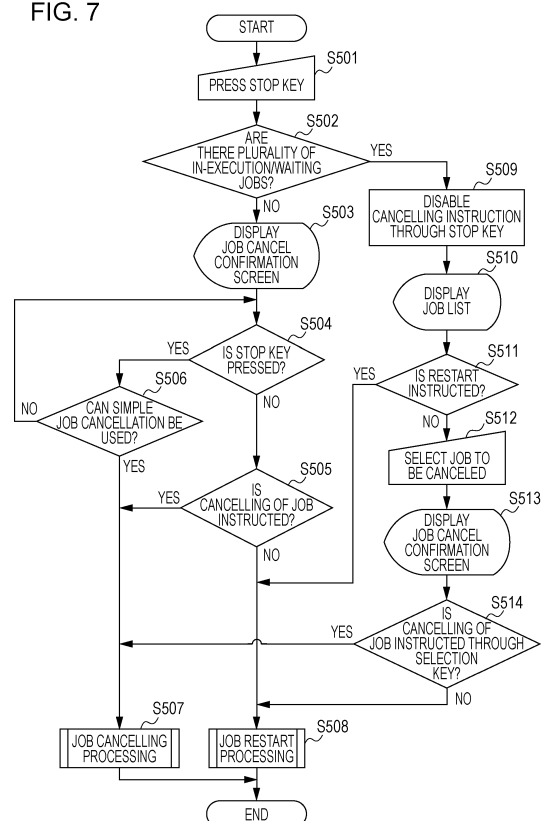 FIG. 7
START
S501
PRESS STOP KEY
S502
ARE
THERE PLURALITY OF
IN-EXECUTION/WAITING
JOBS?
YES
NO
S509
DISABLE
CANCELLING INSTRUCTION
THROUGH STOP KEY
S503
DISPLAY
JOB CANCEL
CONFIRMATION
SCREEN
S510
DISPLAY
JOB LIST
S504
IS STOP KEY
PRESSED?
YES
NO
S511
IS RESTART
INSTRUCTED?
YES
NO
S506
CAN SIMPLE
JOB CANCELLATION BE
USED?
NO
YES
S512
SELECT JOB TO
BE CANCELED
S505
IS
CANCELLING OF JOB
INSTRUCTED?
YES
NO
S513
DISPLAY
JOB CANCEL
CONFIRMATION
SCREEN
S514
IS
CANCELLING OF
JOB INSTRUCTED THROUGH
SELECTION
KEY?
YES
NO
S507
JOB CANCELLING
PROCESSING
S508
JOB RESTART
PROCESSING
END